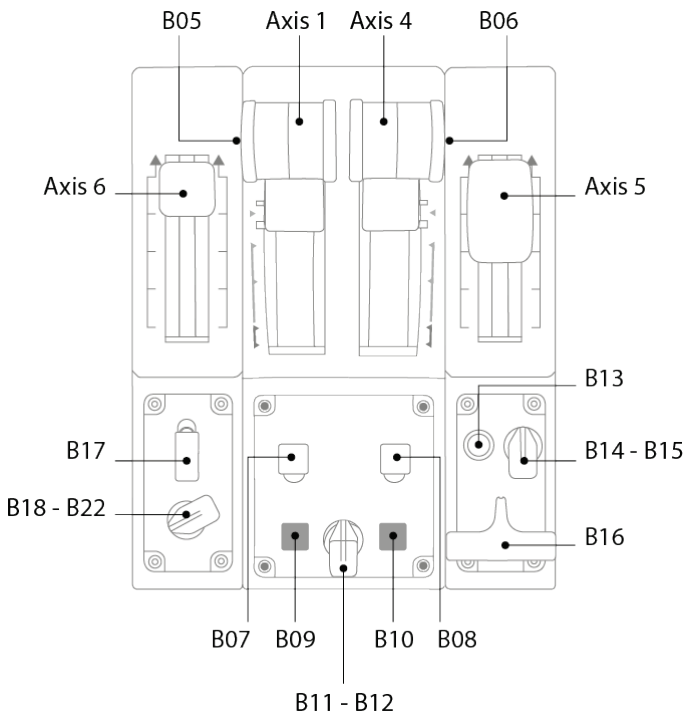 B05 Axis 1 Axis 4 B06
Axis 6 Axis 5
B13
B17 B14 - B15
B18 - B22
B16
B07 B09 B10 B08
B11 - B12